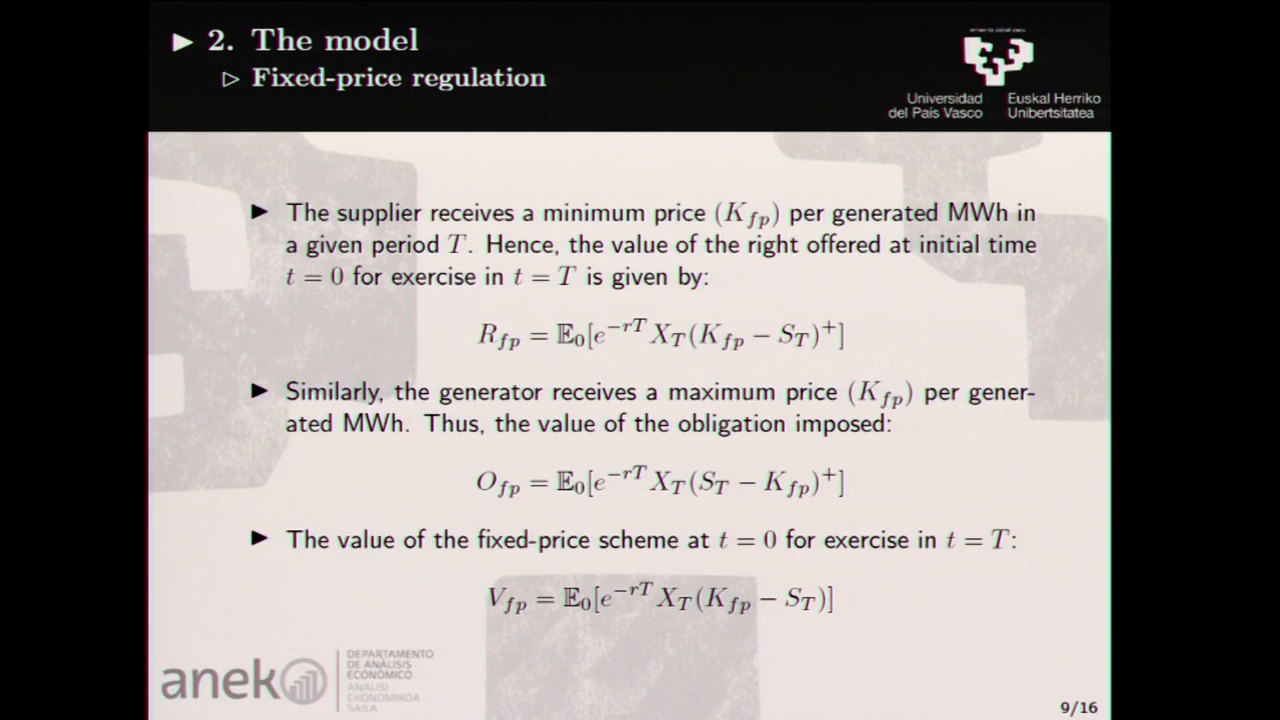 ▶ 2. The model
▷ Fixed-price regulation
Universidad del País Vasco
Euskal Herriko Unibertsitatea
▶ The supplier receives a minimum price (K_{fp}) per generated MWh in
a given period T. Hence, the value of the right offered at initial time
t = 0 for exercise in t = T is given by:
R_{fp} = 𝔼_0[e^{-rT} X_T(K_{fp} − S_T)^+]
▶ Similarly, the generator receives a maximum price (K_{fp}) per gener-
ated MWh. Thus, the value of the obligation imposed:
O_{fp} = 𝔼_0[e^{-rT} X_T(S_T − K_{fp})^+]
▶ The value of the fixed-price scheme at t = 0 for exercise in t = T:
V_{fp} = 𝔼_0[e^{-rT} X_T(K_{fp} − S_T)]
aneko
DEPARTAMENTO
DE ANÁLISIS
ECONÓMICO
ANALISI
EKONOMIKOA
SAILA
9/16